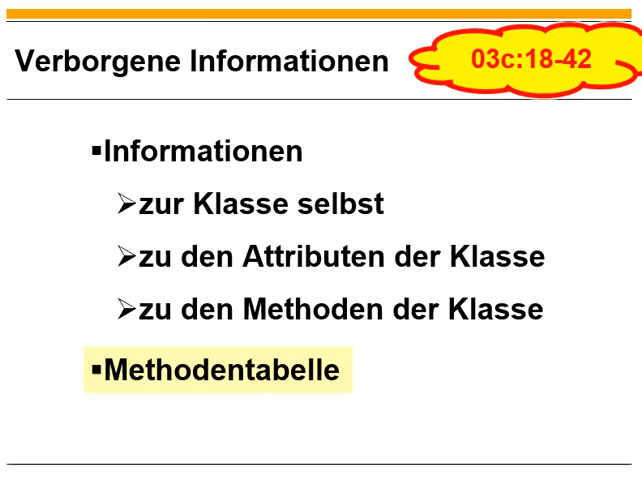 Verborgene Informationen
03c:18-42
▪Informationen
➢zur Klasse selbst
➢zu den Attributen der Klasse
➢zu den Methoden der Klasse
▪Methodentabelle